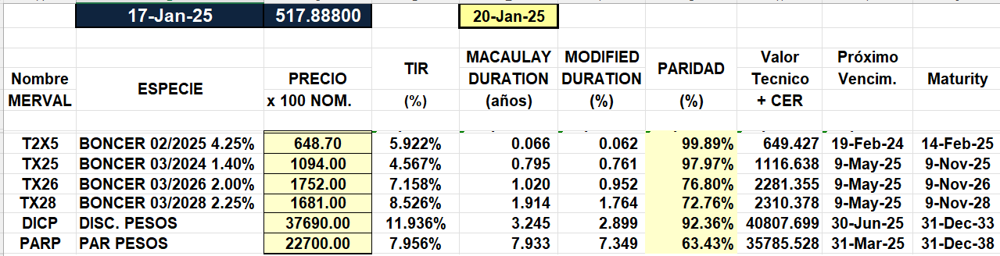 17-Jan-25 517.88800 20-Jan-25
MACAULAY MODIFIED Valor Próximo
TIR PARIDAD
Nombre PRECIO DURATION DURATION Tecnico Vencim. Maturity
ESPECIE
MERVAL x 100 NOM. (%) (años) (%) (%) + CER
T2X5 BONCER 02/2025 4.25% 648.70 5.922% 0.066 0.062 99.89% 649.427 19-Feb-24 14-Feb-25
TX25 BONCER 03/2024 1.40% 1094.00 4.567% 0.795 0.761 97.97% 1116.638 9-May-25 9-Nov-25
TX26 BONCER 03/2026 2.00% 1752.00 7.158% 1.020 0.952 76.80% 2281.355 9-May-25 9-Nov-26
TX28 BONCER 03/2028 2.25% 1681.00 8.526% 1.914 1.764 72.76% 2310.378 9-May-25 9-Nov-28
DICP DISC. PESOS 37690.00 11.936% 3.245 2.899 92.36% 40807.699 30-Jun-25 31-Dec-33
PARP PAR PESOS 22700.00 7.956% 7.933 7.349 63.43% 35785.528 31-Mar-25 31-Dec-38